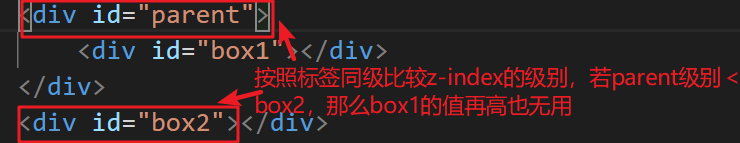 <div id="parent">
<div id="box1"></div>
</div>
按照标签同级比较z-index的级别，若parent级别 <
box2，那么box1的值再高也无用
<div id="box2"></div>